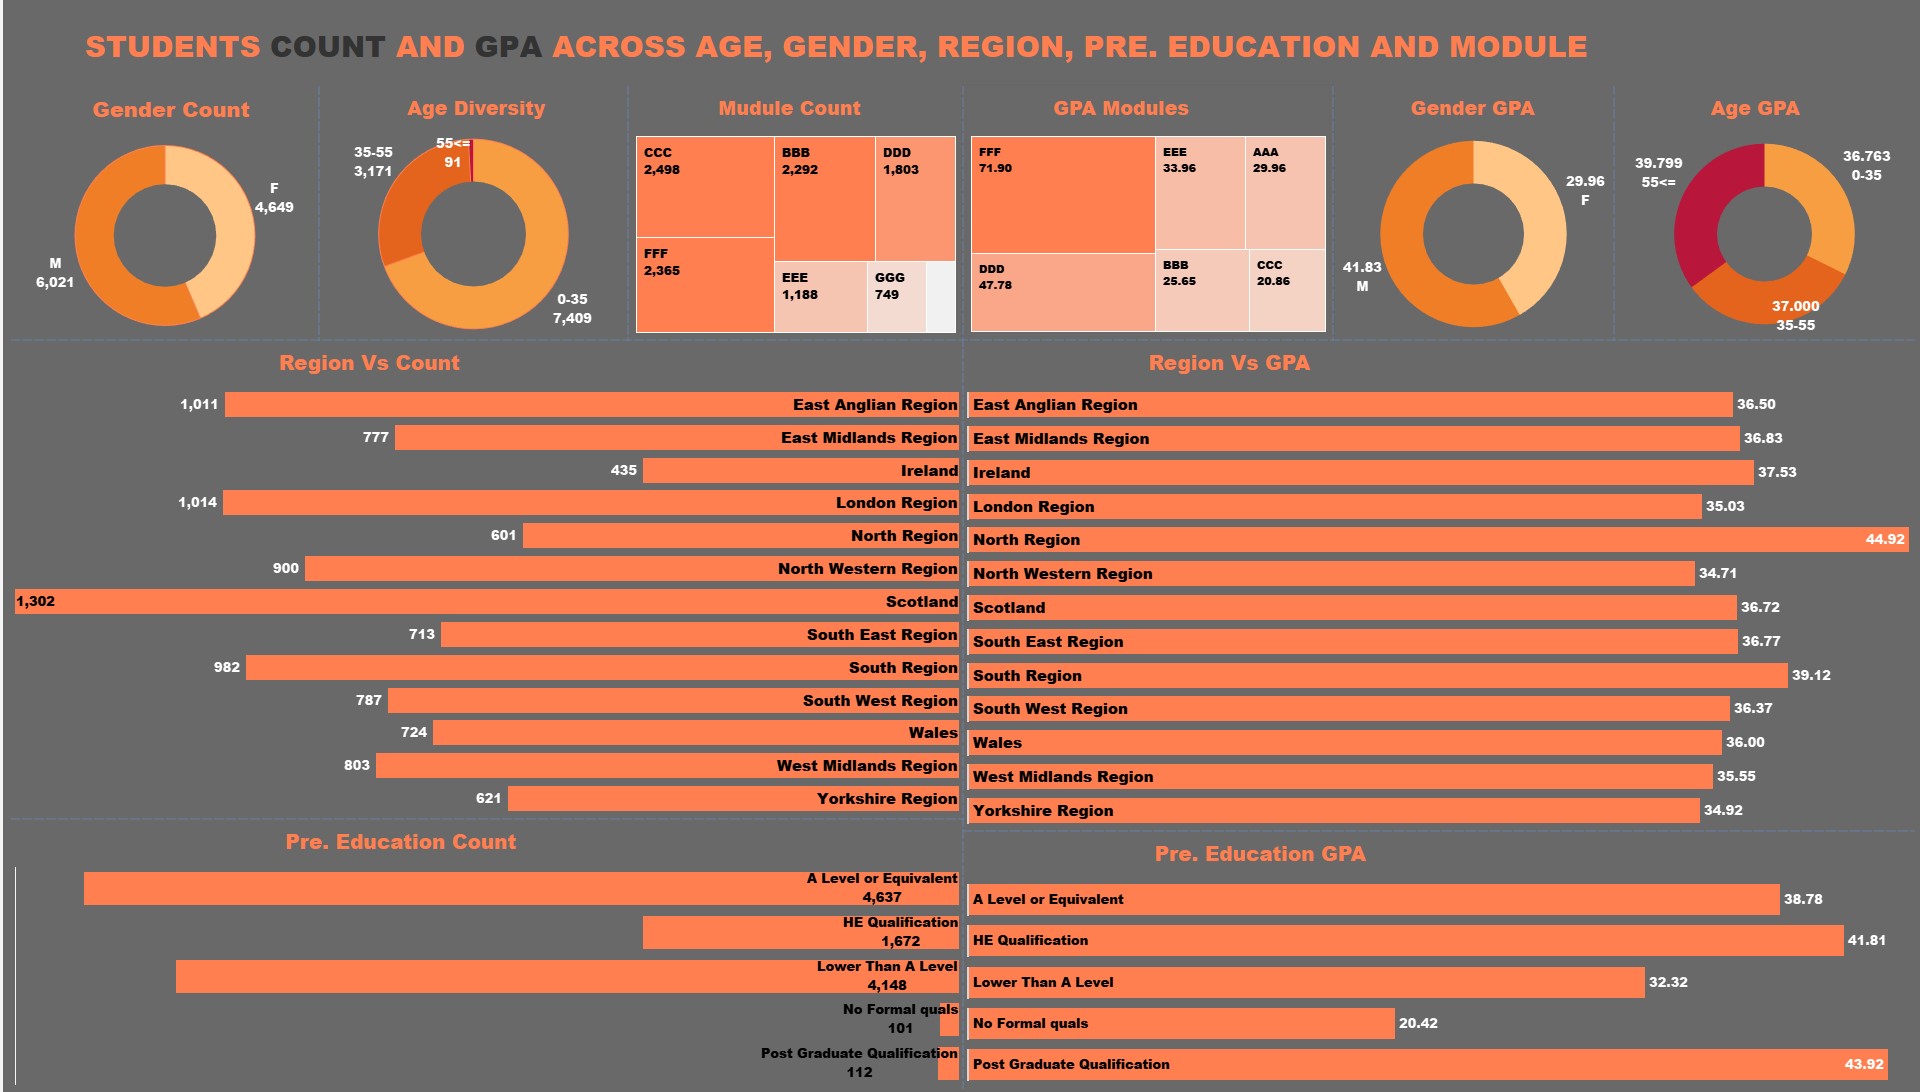 STUDENTS COUNT AND GPA ACROSS AGE, GENDER, REGION, PRE. EDUCATION AND MODULE
Gender Count
F
4,649
M
6,021
Age Diversity
55<=
91
35-55
3,171
0-35
7,409
Mudule Count
CCC
2,498
BBB
2,292
DDD
1,803
FFF
2,365
EEE
1,188
GGG
749
GPA Modules
FFF
71.90
EEE
33.96
AAA
29.96
DDD
47.78
BBB
25.65
CCC
20.86
Gender GPA
29.96
F
41.83
M
Age GPA
39.799
55<=
36.763
0-35
37.000
35-55
Region Vs Count
1,011 East Anglian Region
777 East Midlands Region
435 Ireland
1,014 London Region
601 North Region
900 North Western Region
1,302 Scotland
713 South East Region
982 South Region
787 South West Region
724 Wales
803 West Midlands Region
621 Yorkshire Region
Region Vs GPA
East Anglian Region 36.50
East Midlands Region 36.83
Ireland 37.53
London Region 35.03
North Region 44.92
North Western Region 34.71
Scotland 36.72
South East Region 36.77
South Region 39.12
South West Region 36.37
Wales 36.00
West Midlands Region 35.55
Yorkshire Region 34.92
Pre. Education Count
A Level or Equivalent
4,637
HE Qualification
1,672
Lower Than A Level
4,148
No Formal quals
101
Post Graduate Qualification
112
Pre. Education GPA
A Level or Equivalent 38.78
HE Qualification 41.81
Lower Than A Level 32.32
No Formal quals 20.42
Post Graduate Qualification 43.92